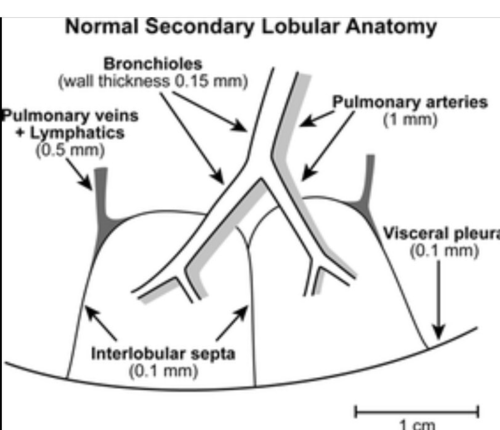 Normal Secondary Lobular Anatomy
Bronchioles
(wall thickness 0.15 mm)
Pulmonary veins
+ Lymphatics
(0.5 mm)
Pulmonary arteries
(1 mm)
Visceral pleura
(0.1 mm)
Interlobular septa
(0.1 mm)
1 cm